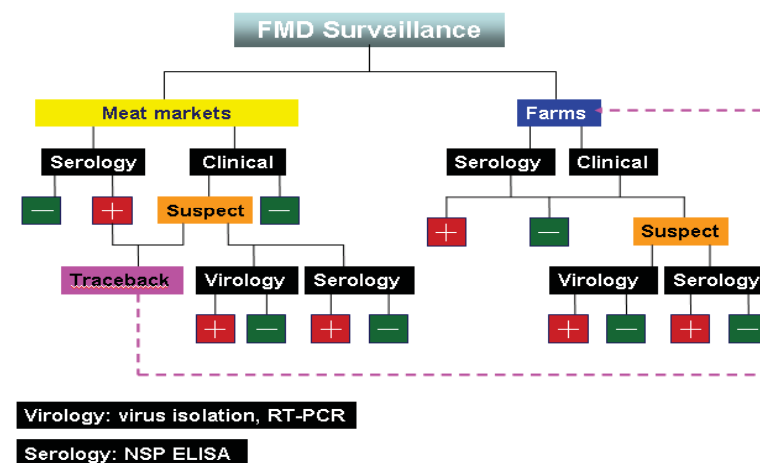 FMD Surveillance
Meat markets
Farms
Serology
Clinical
Serology
Clinical
—
+
Suspect
—
+
—
Suspect
Traceback
Virology
Serology
Virology
Serology
+
—
+
—
+
—
+
—
Virology: virus isolation, RT-PCR
Serology: NSP ELISA